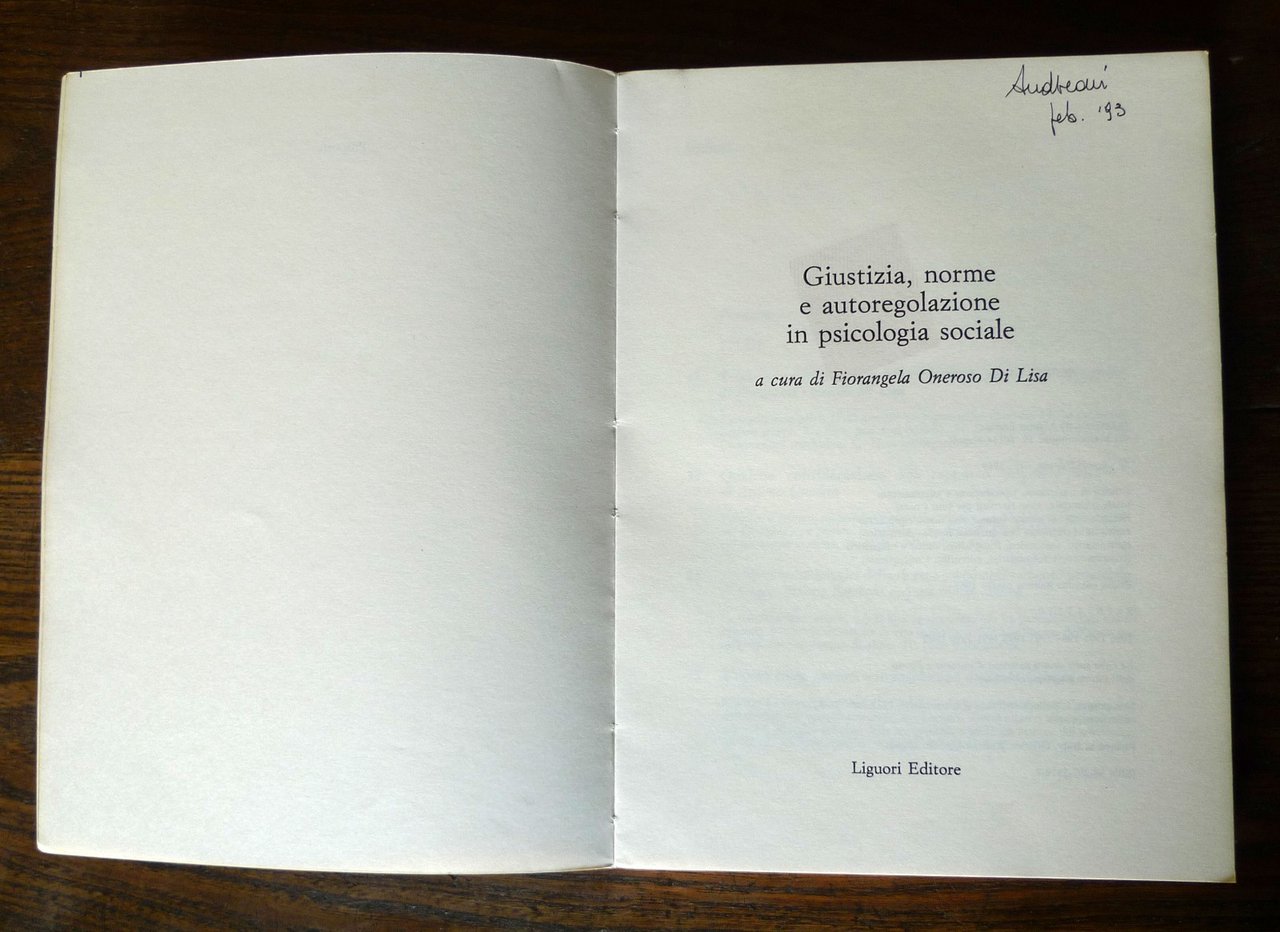 Andreani
feb. '93
Giustizia, norme
e autoregolazione
in psicologia sociale
a cura di Fiorangela Oneroso Di Lisa
Liguori Editore